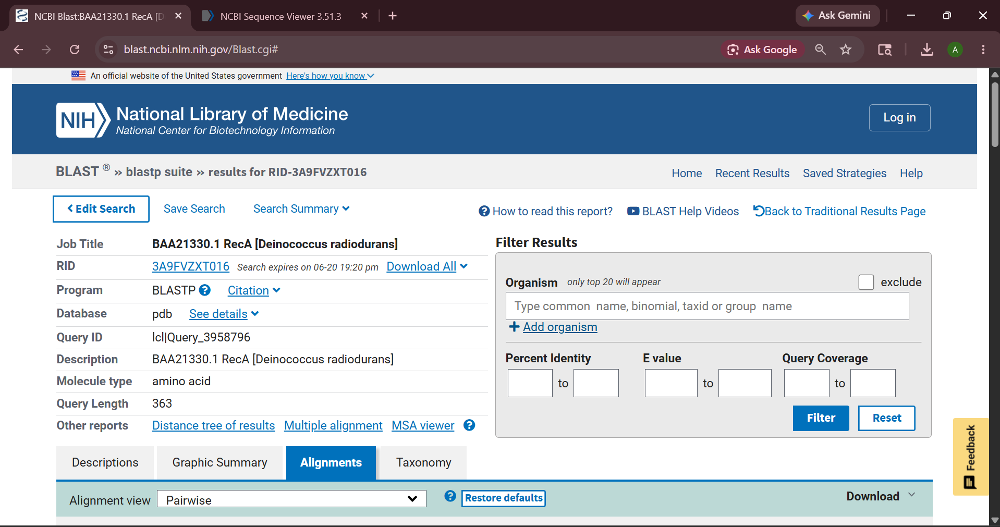 NCBI Blast:BAA21330.1 RecA [D
NCBI Sequence Viewer 3.51.3
Ask Gemini
blast.ncbi.nlm.nih.gov/Blast.cgi#
Ask Google
A
An official website of the United States government Here's how you know
NIH National Library of Medicine
National Center for Biotechnology Information
Log in
BLAST ® » blastp suite » results for RID-3A9FVZXT016
Home Recent Results Saved Strategies Help
Edit Search Save Search Search Summary
How to read this report? BLAST Help Videos Back to Traditional Results Page
Job Title BAA21330.1 RecA [Deinococcus radiodurans]
RID 3A9FVZXT016 Search expires on 06-20 19:20 pm Download All
Program BLASTP ? Citation
Database pdb See details
Query ID lcl|Query_3958796
Description BAA21330.1 RecA [Deinococcus radiodurans]
Molecule type amino acid
Query Length 363
Other reports Distance tree of results Multiple alignment MSA viewer ?
Filter Results
Organism only top 20 will appear exclude
Type common name, binomial, taxid or group name
Add organism
Percent Identity E value Query Coverage
to to to
Filter Reset
Feedback
Descriptions Graphic Summary Alignments Taxonomy
Alignment view Pairwise ? Restore defaults Download